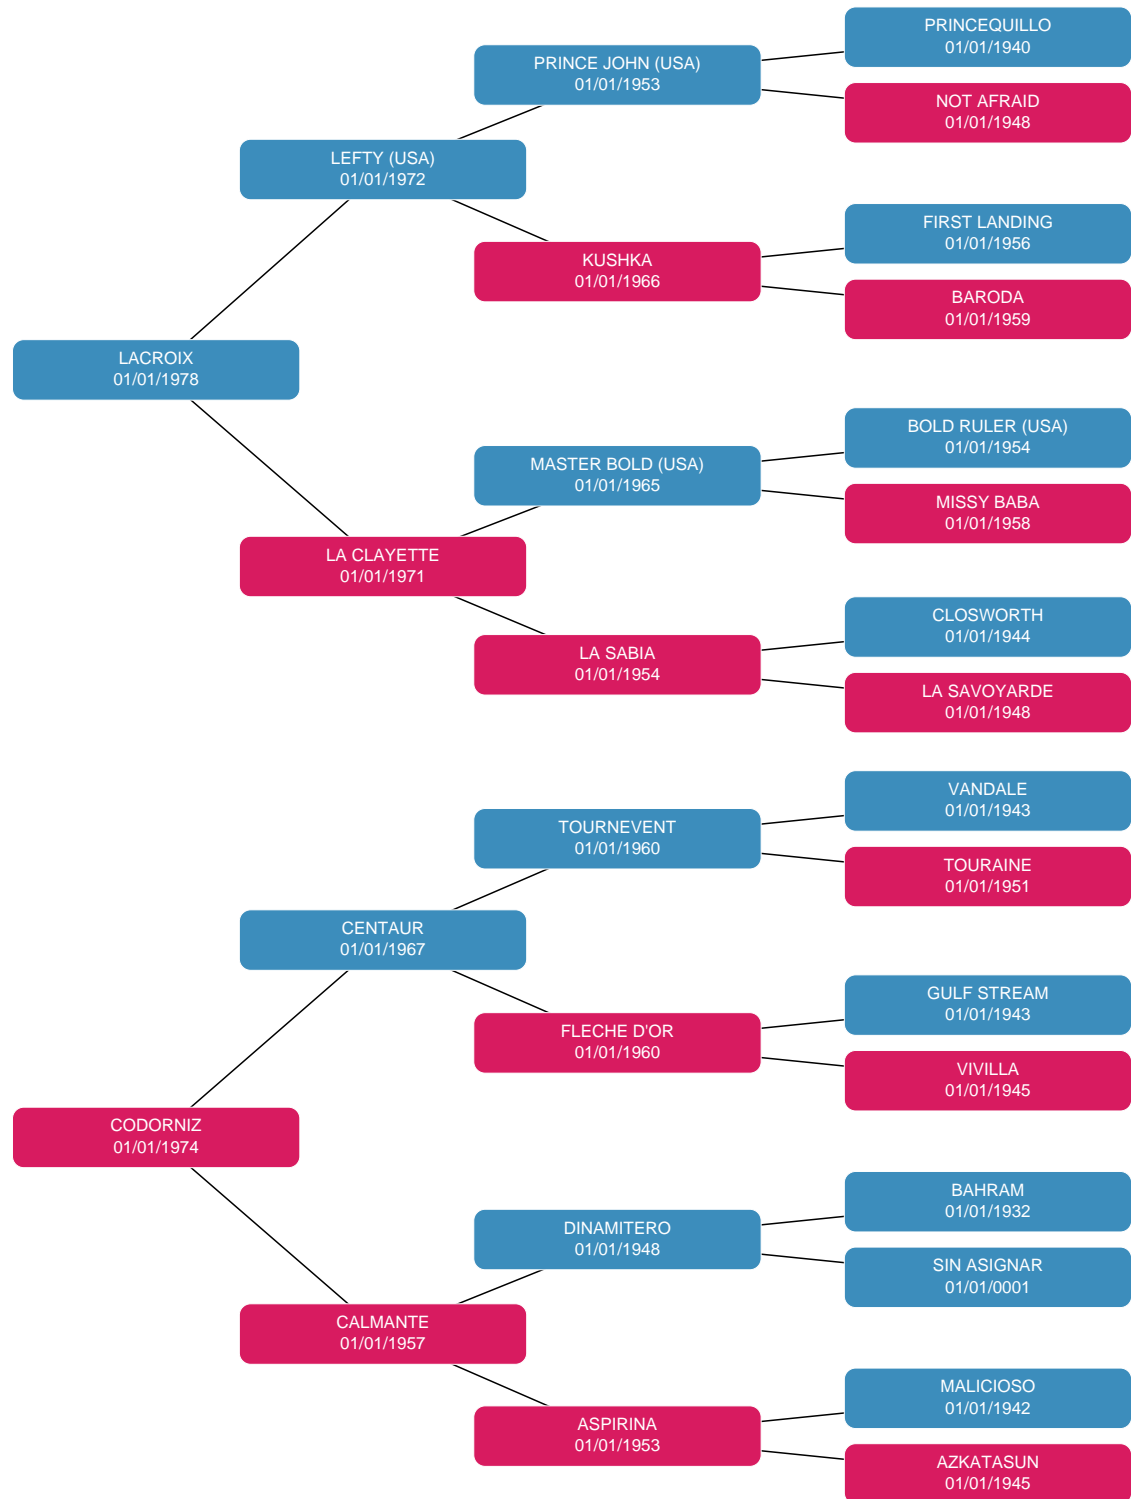 PRINCEQUILLO
01/01/1940
PRINCE JOHN (USA)
01/01/1953
NOT AFRAID
01/01/1948
LEFTY (USA)
01/01/1972
FIRST LANDING
01/01/1956
KUSHKA
01/01/1966
BARODA
01/01/1959
LACROIX
01/01/1978
BOLD RULER (USA)
01/01/1954
MASTER BOLD (USA)
01/01/1965
MISSY BABA
01/01/1958
LA CLAYETTE
01/01/1971
CLOSWORTH
01/01/1944
LA SABIA
01/01/1954
LA SAVOYARDE
01/01/1948
VANDALE
01/01/1943
TOURNEVENT
01/01/1960
TOURAINE
01/01/1951
CENTAUR
01/01/1967
GULF STREAM
01/01/1943
FLECHE D'OR
01/01/1960
VIVILLA
01/01/1945
CODORNIZ
01/01/1974
BAHRAM
01/01/1932
DINAMITERO
01/01/1948
SIN ASIGNAR
01/01/0001
CALMANTE
01/01/1957
MALICIOSO
01/01/1942
ASPIRINA
01/01/1953
AZKATASUN
01/01/1945